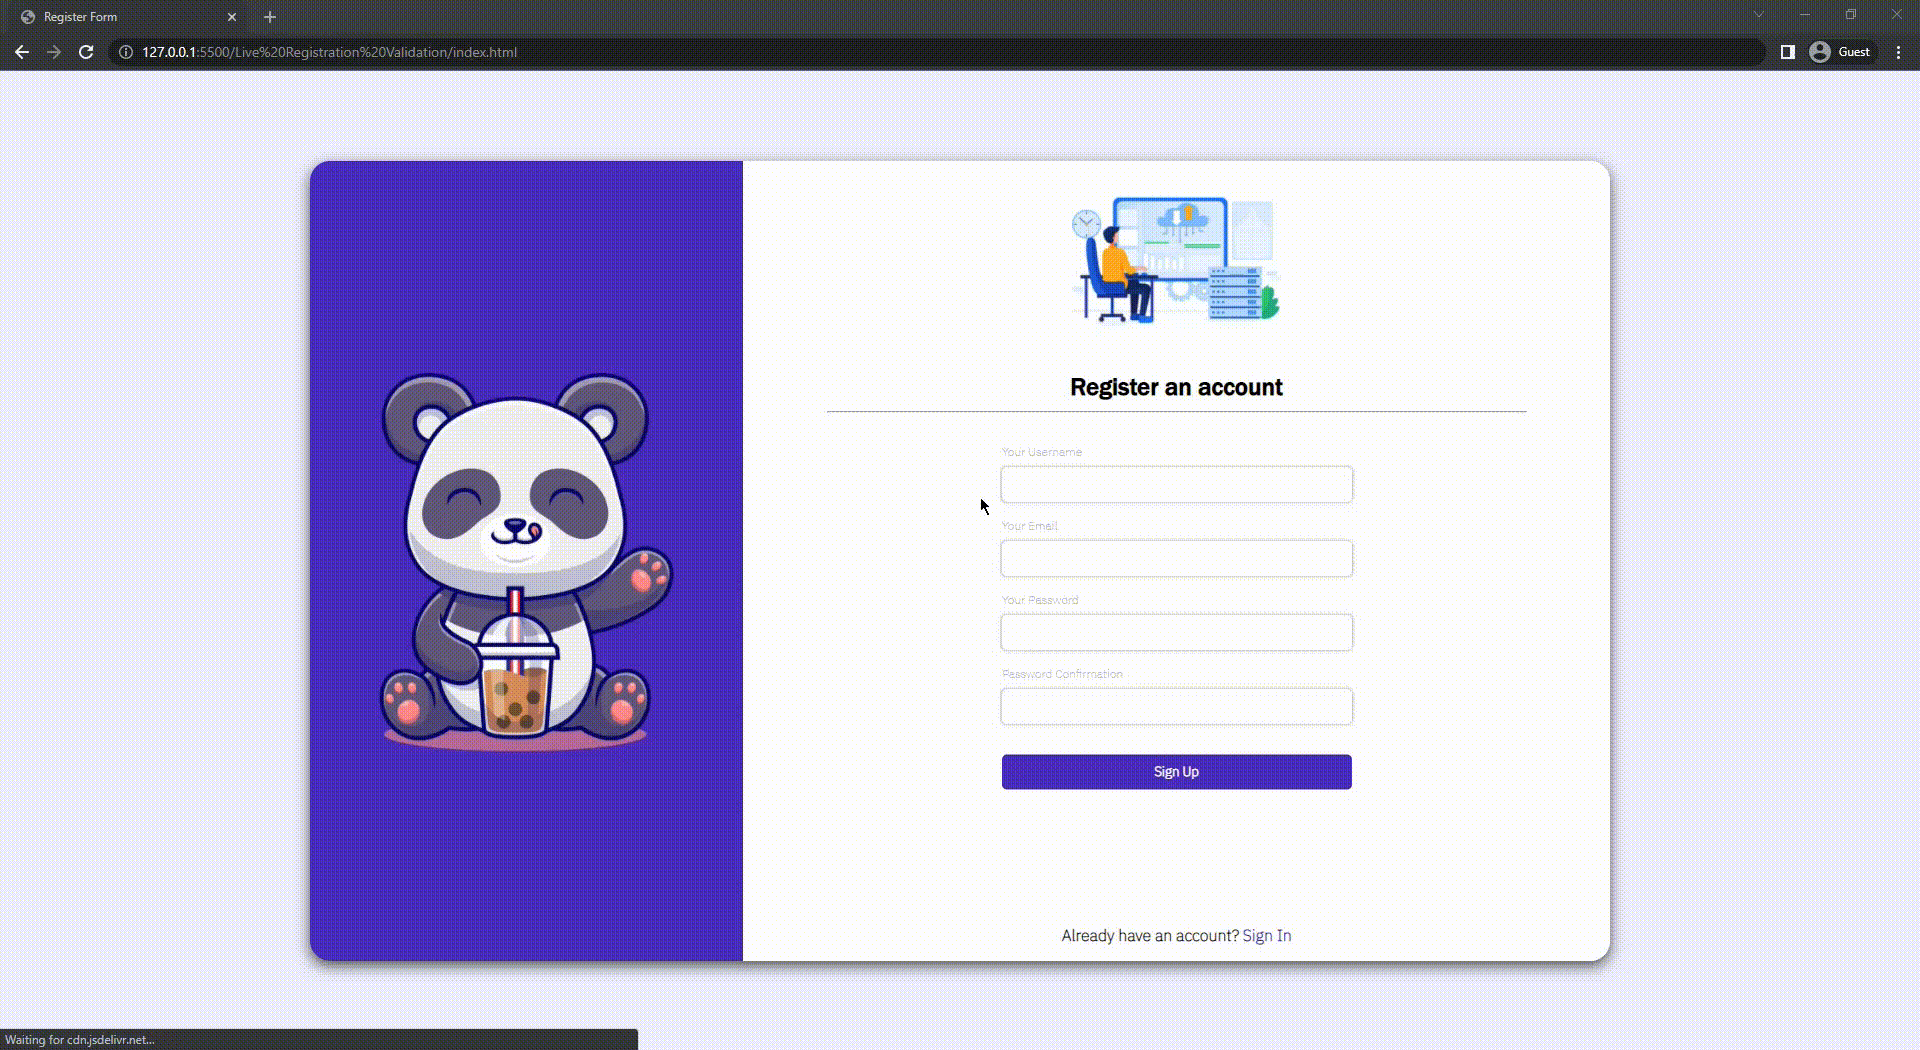 Register Form
127.0.0.1:5500/Live%20Registration%20Validation/index.html
Guest
Register an account
Your Username
Your Email
Your Password
Password Confirmation
Sign Up
Already have an account? Sign In
Waiting for cdn.jsdelivr.net...